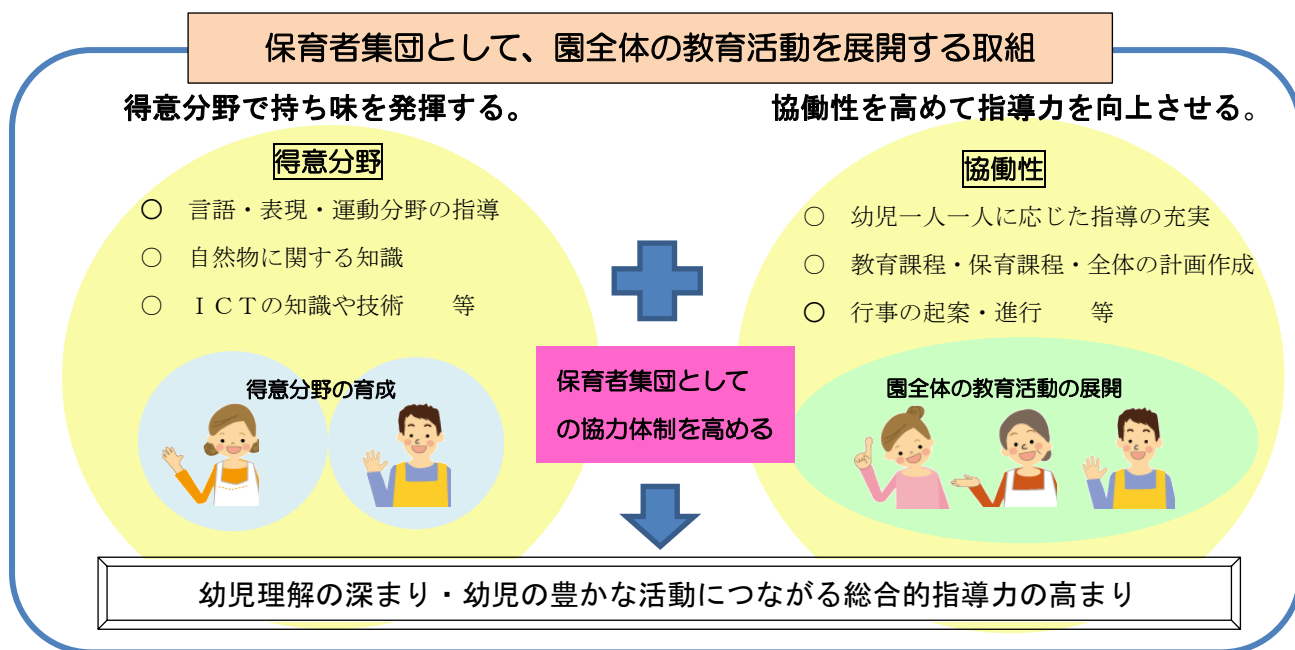 保育者集団として、園全体の教育活動を展開する取組
得意分野で持ち味を発揮する。
得意分野
○　言語・表現・運動分野の指導
○　自然物に関する知識
○　ＩＣＴの知識や技術　　等
得意分野の育成
保育者集団として
の協力体制を高める
協働性を高めて指導力を向上させる。
協働性
○　幼児一人一人に応じた指導の充実
○　教育課程・保育課程・全体の計画作成
○　行事の起案・進行　　等
園全体の教育活動の展開
幼児理解の深まり・幼児の豊かな活動につながる総合的指導力の高まり